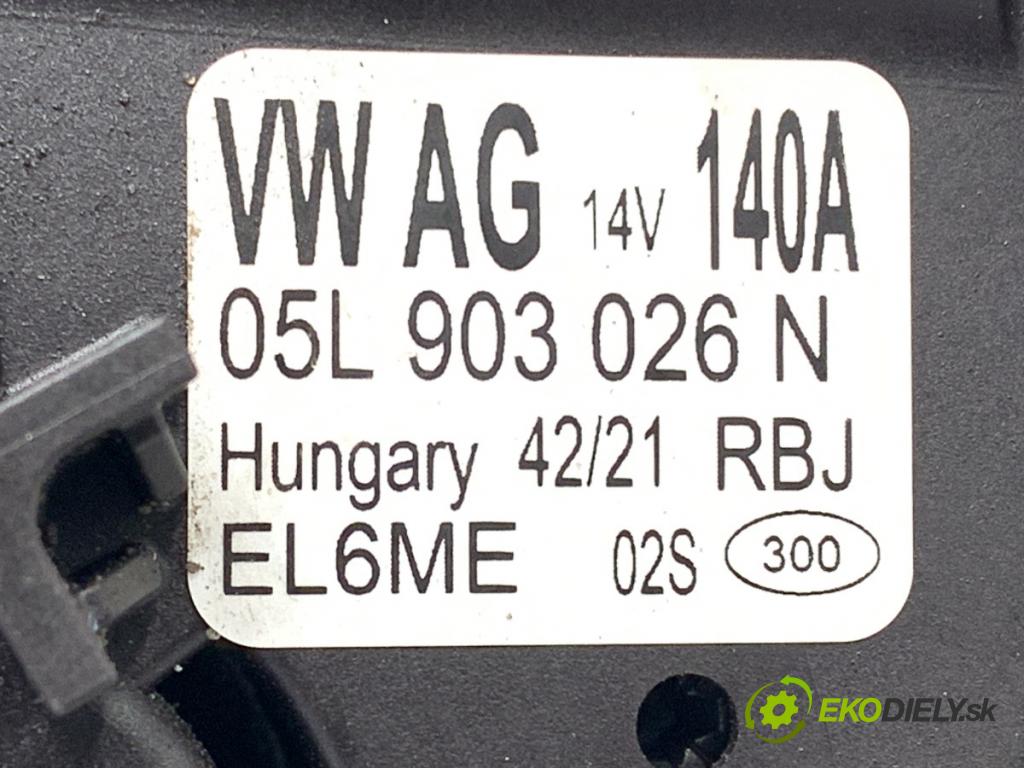 VW AG 14V 140A
05L 903 026 N
Hungary 42/21 RBJ
EL6ME 02S 300
EKODIELY.sk